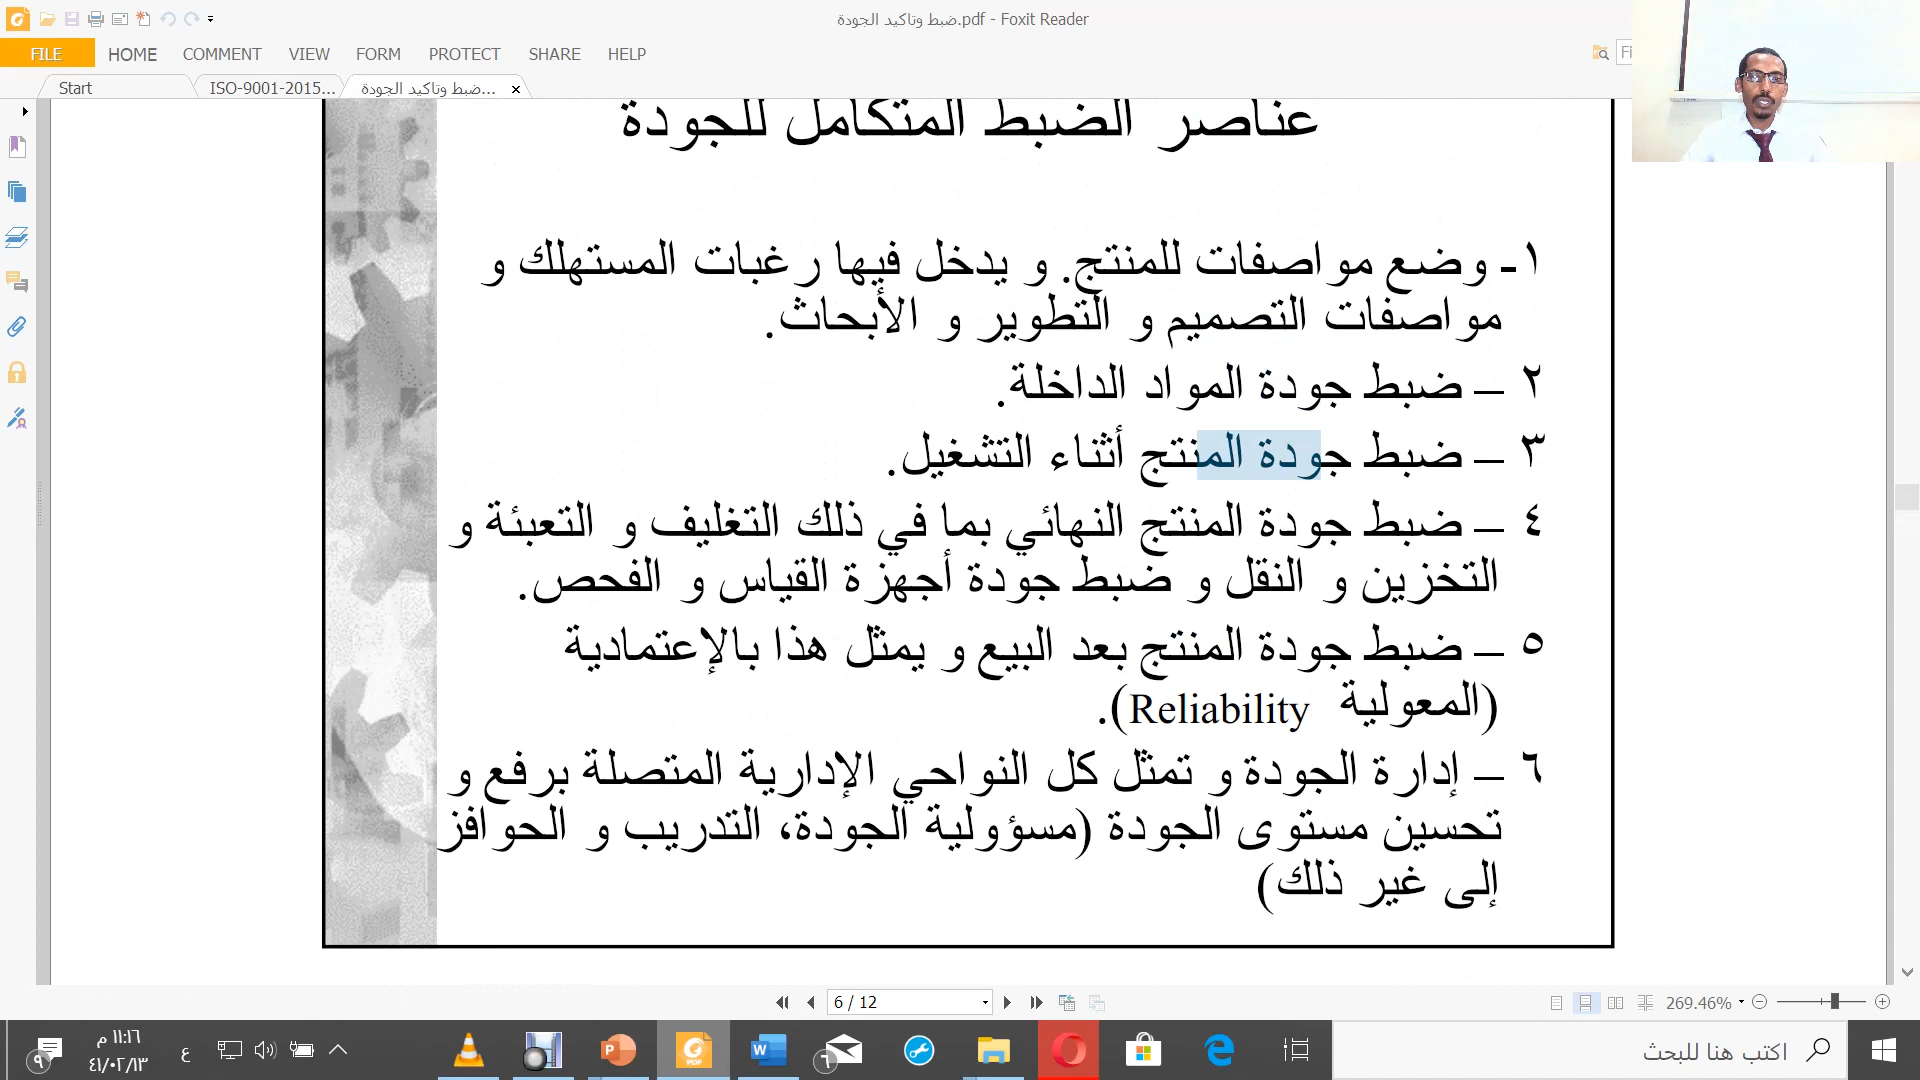 ضبط وتاكيد الجودة.pdf - Foxit Reader
FILE HOME COMMENT VIEW FORM PROTECT SHARE HELP
Fi
Start ISO-9001-2015... ضبط وتاكيد الجودة...
عناصر الضبط المتكامل للجودة
١- وضع مواصفات للمنتج. و يدخل فيها رغبات المستهلك و
مواصفات التصميم و التطوير و الأبحاث.
٢ – ضبط جودة المواد الداخلة.
٣ – ضبط جودة المنتج أثناء التشغيل.
٤ – ضبط جودة المنتج النهائي بما في ذلك التغليف و التعبئة و
التخزين و النقل و ضبط جودة أجهزة القياس و الفحص.
٥ – ضبط جودة المنتج بعد البيع و يمثل هذا بالإعتمادية
(المعولية Reliability).
٦ – إدارة الجودة و تمثل كل النواحي الإدارية المتصلة برفع و
تحسين مستوى الجودة (مسؤولية الجودة، التدريب و الحوافز
إلى غير ذلك)
6 / 12
269.46%
اكتب هنا للبحث
٦
ع
١١:١٦ م
٤١/٠٢/١٣
٩